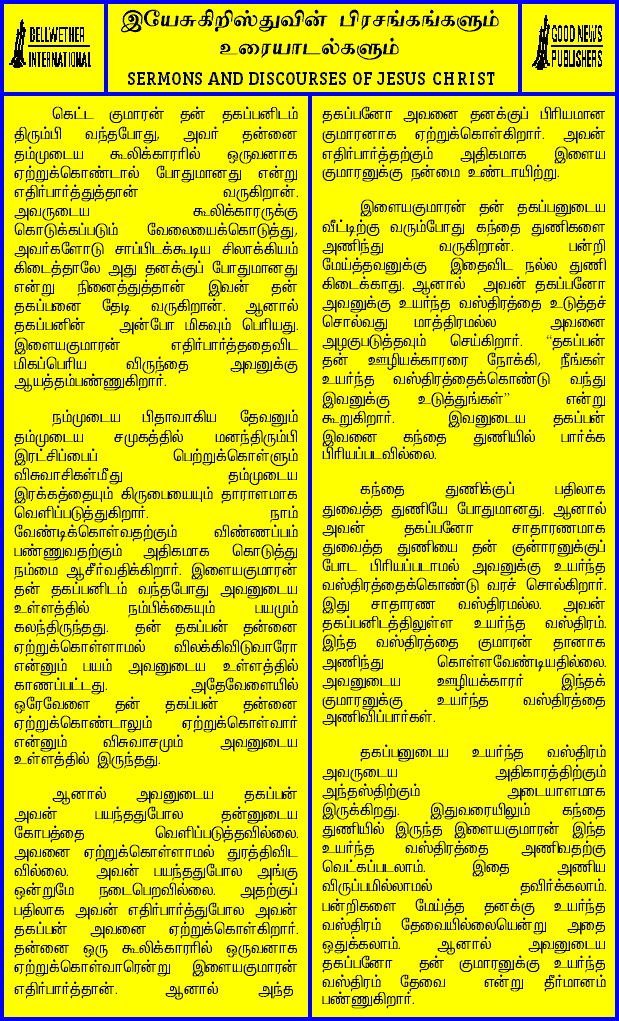 BELLWETHER
INTERNATIONAL
இயேசுகிறிஸ்துவின் பிரசங்கங்களும்
உரையாடல்களும்
SERMONS AND DISCOURSES OF JESUS CHRIST
GOOD NEWS
PUBLISHERS
கெட்ட குமாரன் தன் தகப்பனிடம்
திரும்பி வந்தபோது, அவர் தன்னை
தம்முடைய கூலிக்காரரில் ஒருவனாக
ஏற்றுக்கொண்டால் போதுமானது என்று
எதிர்பார்த்துத்தான் வருகிறான்.
அவருடைய கூலிக்காரருக்கு
கொடுக்கப்படும் வேலையைக்கொடுத்து,
அவர்களோடு சாப்பிடக்கூடிய சிலாக்கியம்
கிடைத்தாலே அது தனக்குப் போதுமானது
என்று நினைத்துத்தான் இவன் தன்
தகப்பனை தேடி வருகிறான். ஆனால்
தகப்பனின் அன்போ மிகவும் பெரியது.
இளையகுமாரன் எதிர்பார்த்ததைவிட
மிகப்பெரிய விருந்தை அவனுக்கு
ஆயத்தம்பண்ணுகிறார்.
நம்முடைய பிதாவாகிய தேவனும்
தம்முடைய சமுகத்தில் மனந்திரும்பி
இரட்சிப்பைப் பெற்றுக்கொள்ளும்
விசுவாசிகள்மீது தம்முடைய
இரக்கத்தையும் கிருபையையும் தாராளமாக
வெளிப்படுத்துகிறார். நாம்
வேண்டிக்கொள்வதற்கும் விண்ணப்பம்
பண்ணுவதற்கும் அதிகமாக கொடுத்து
நம்மை ஆசீர்வதிக்கிறார். இளையகுமாரன்
தன் தகப்பனிடம் வந்தபோது அவனுடைய
உள்ளத்தில் நம்பிக்கையும் பயமும்
கலந்திருந்தது. தன் தகப்பன் தன்னை
ஏற்றுக்கொள்ளாமல் விலக்கிவிடுவாரோ
என்னும் பயம் அவனுடைய உள்ளத்தில்
காணப்பட்டது. அதேவேளையில்
ஒரேவேளை தன் தகப்பன் தன்னை
ஏற்றுக்கொண்டாலும் ஏற்றுக்கொள்வார்
என்னும் விசுவாசமும் அவனுடைய
உள்ளத்தில் இருந்தது.
ஆனால் அவனுடைய தகப்பன்
அவன் பயந்ததுபோல தன்னுடைய
கோபத்தை வெளிப்படுத்தவில்லை.
அவனை ஏற்றுக்கொள்ளாமல் துரத்திவிட
வில்லை. அவன் பயந்ததுபோல அங்கு
ஒன்றுமே நடைபெறவில்லை. அதற்குப்
பதிலாக அவன் எதிர்பார்த்துபோல அவன்
தகப்பன் அவனை ஏற்றுக்கொள்கிறார்.
தன்னை ஒரு கூலிக்காரரில் ஒருவனாக
ஏற்றுக்கொள்வாரென்று இளையகுமாரன்
எதிர்பார்த்தான். ஆனால் அந்த
தகப்பனோ அவனை தனக்குப் பிரியமான
குமாரனாக ஏற்றுக்கொள்கிறார். அவன்
எதிர்பார்த்தற்கும் அதிகமாக இளைய
குமாரனுக்கு நன்மை உண்டாயிற்று.
இளையகுமாரன் தன் தகப்பனுடைய
வீட்டிற்கு வரும்போது கந்தை துணிகளை
அணிந்து வருகிறான். பன்றி
மேய்த்தவனுக்கு இதைவிட நல்ல துணி
கிடைக்காது. ஆனால் அவன் தகப்பனோ
அவனுக்கு உயர்ந்த வஸ்திரத்தை உடுத்தச்
சொல்வது மாத்திரமல்ல அவனை
அழகுபடுத்தவும் செய்கிறார். “தகப்பன்
தன் ஊழியக்காரரை நோக்கி, நீங்கள்
உயர்ந்த வஸ்திரத்தைக்கொண்டு வந்து
இவனுக்கு உடுத்துங்கள்” என்று
கூறுகிறார். இவனுடைய தகப்பன்
இவனை கந்தை துணியில் பார்க்க
பிரியப்படவில்லை.
கந்தை துணிக்குப் பதிலாக
துவைத்த துணியே போதுமானது. ஆனால்
அவன் தகப்பனோ சாதாரணமாக
துவைத்த துணியை தன் குனாரனுக்குப்
போட பிரியப்படாமல் அவனுக்கு உயர்ந்த
வஸ்திரத்தைக்கொண்டு வரச் சொல்கிறார்.
இது சாதாரண வஸ்திரமல்ல. அவன்
தகப்பனிடத்திலுள்ள உயர்ந்த வஸ்திரம்.
இந்த வஸ்திரத்தை குமாரன் தானாக
அணிந்து கொள்ளவேண்டியதில்லை.
அவனுடைய ஊழியக்காரர் இந்தக்
குமாரனுக்கு உயர்ந்த வஸ்திரத்தை
அணிவிப்பார்கள்.
தகப்பனுடைய உயர்ந்த வஸ்திரம்
அவருடைய அதிகாரத்திற்கும்
அந்தஸ்திற்கும் அடையாளமாக
இருக்கிறது. இதுவரையிலும் கந்தை
துணியில் இருந்த இளையகுமாரன் இந்த
உயர்ந்த வஸ்திரத்தை அணிவதற்கு
வெட்கப்படலாம். இதை அணிய
விருப்பமில்லாமல் தவிர்க்கலாம்.
பன்றிகளை மேய்த்த தனக்கு உயர்ந்த
வஸ்திரம் தேவையில்லையென்று அதை
ஒதுக்கலாம். ஆனால் அவனுடைய
தகப்பனோ தன் குமாரனுக்கு உயர்ந்த
வஸ்திரம் தேவை என்று தீர்மானம்
பண்ணுகிறார்.